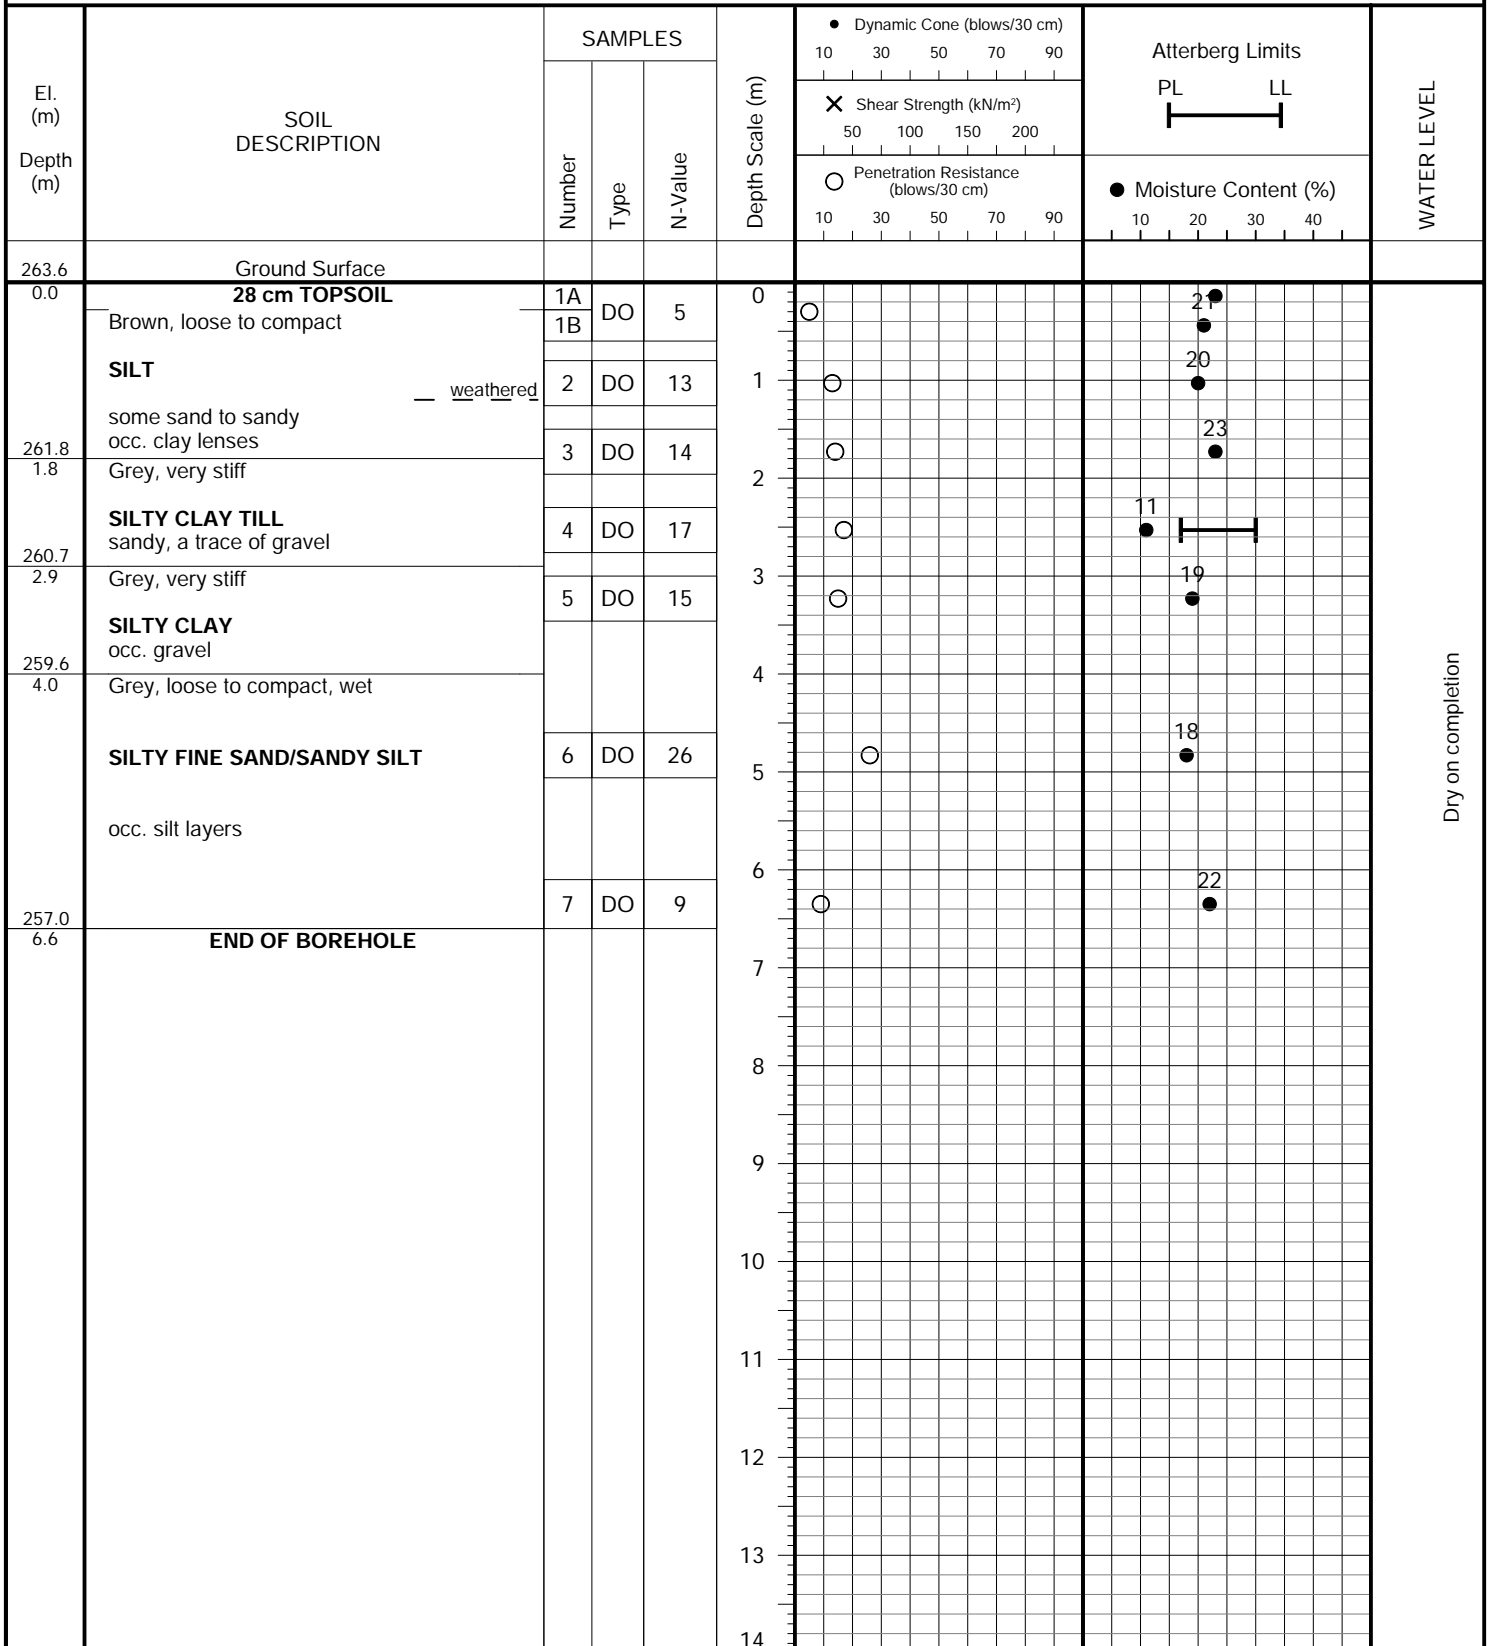 El.
(m)
Depth
(m)
SOIL
DESCRIPTION
SAMPLES
Number
Type
N-Value
Depth Scale (m)
Dynamic Cone (blows/30 cm)
10 30 50 70 90
Shear Strength (kN/m²)
50 100 150 200
Penetration Resistance
(blows/30 cm)
10 30 50 70 90
Atterberg Limits
PL LL
Moisture Content (%)
10 20 30 40
WATER LEVEL
263.6 Ground Surface
0.0 28 cm TOPSOIL 1A DO 5 0
21
Brown, loose to compact 1B
SILT 20
weathered 2 DO 13 1
some sand to sandy 23
occ. clay lenses
261.8 3 DO 14
1.8 Grey, very stiff 2
11
SILTY CLAY TILL 4 DO 17
sandy, a trace of gravel
260.7
2.9 Grey, very stiff 3 19
5 DO 15
SILTY CLAY
occ. gravel
259.6
4.0 Grey, loose to compact, wet 4
18
SILTY FINE SAND/SANDY SILT 6 DO 26
5
occ. silt layers
6
22
7 DO 9
257.0
6.6 END OF BOREHOLE
7
8
9
10
11
12
13
14
Dry on completion